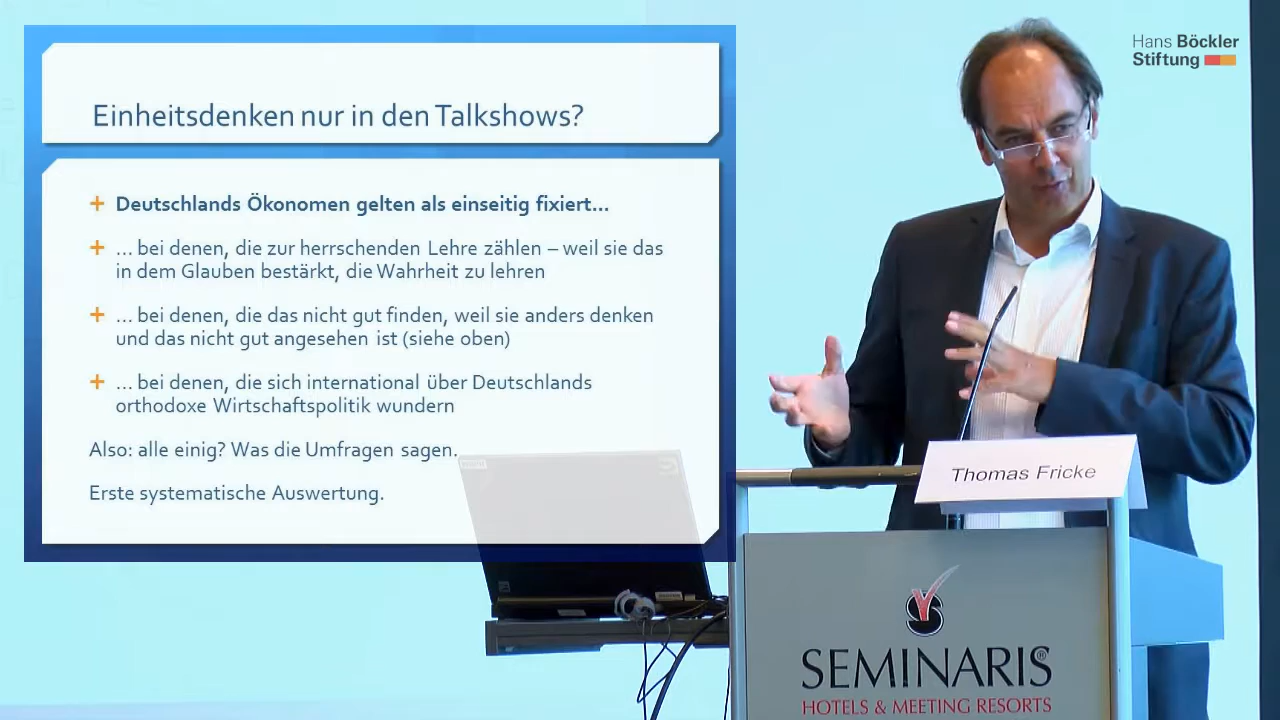 Einheitsdenken nur in den Talkshows?
+ Deutschlands Ökonomen gelten als einseitig fixiert...
+ ... bei denen, die zur herrschenden Lehre zählen – weil sie das
in dem Glauben bestärkt, die Wahrheit zu lehren
+ ... bei denen, die das nicht gut finden, weil sie anders denken
und das nicht gut angesehen ist (siehe oben)
+ ... bei denen, die sich international über Deutschlands
orthodoxe Wirtschaftspolitik wundern
Also: alle einig? Was die Umfragen sagen.
Erste systematische Auswertung.
Hans Böckler
Stiftung
Thomas Fricke
SEMINARIS®
HOTELS & MEETING RESORTS